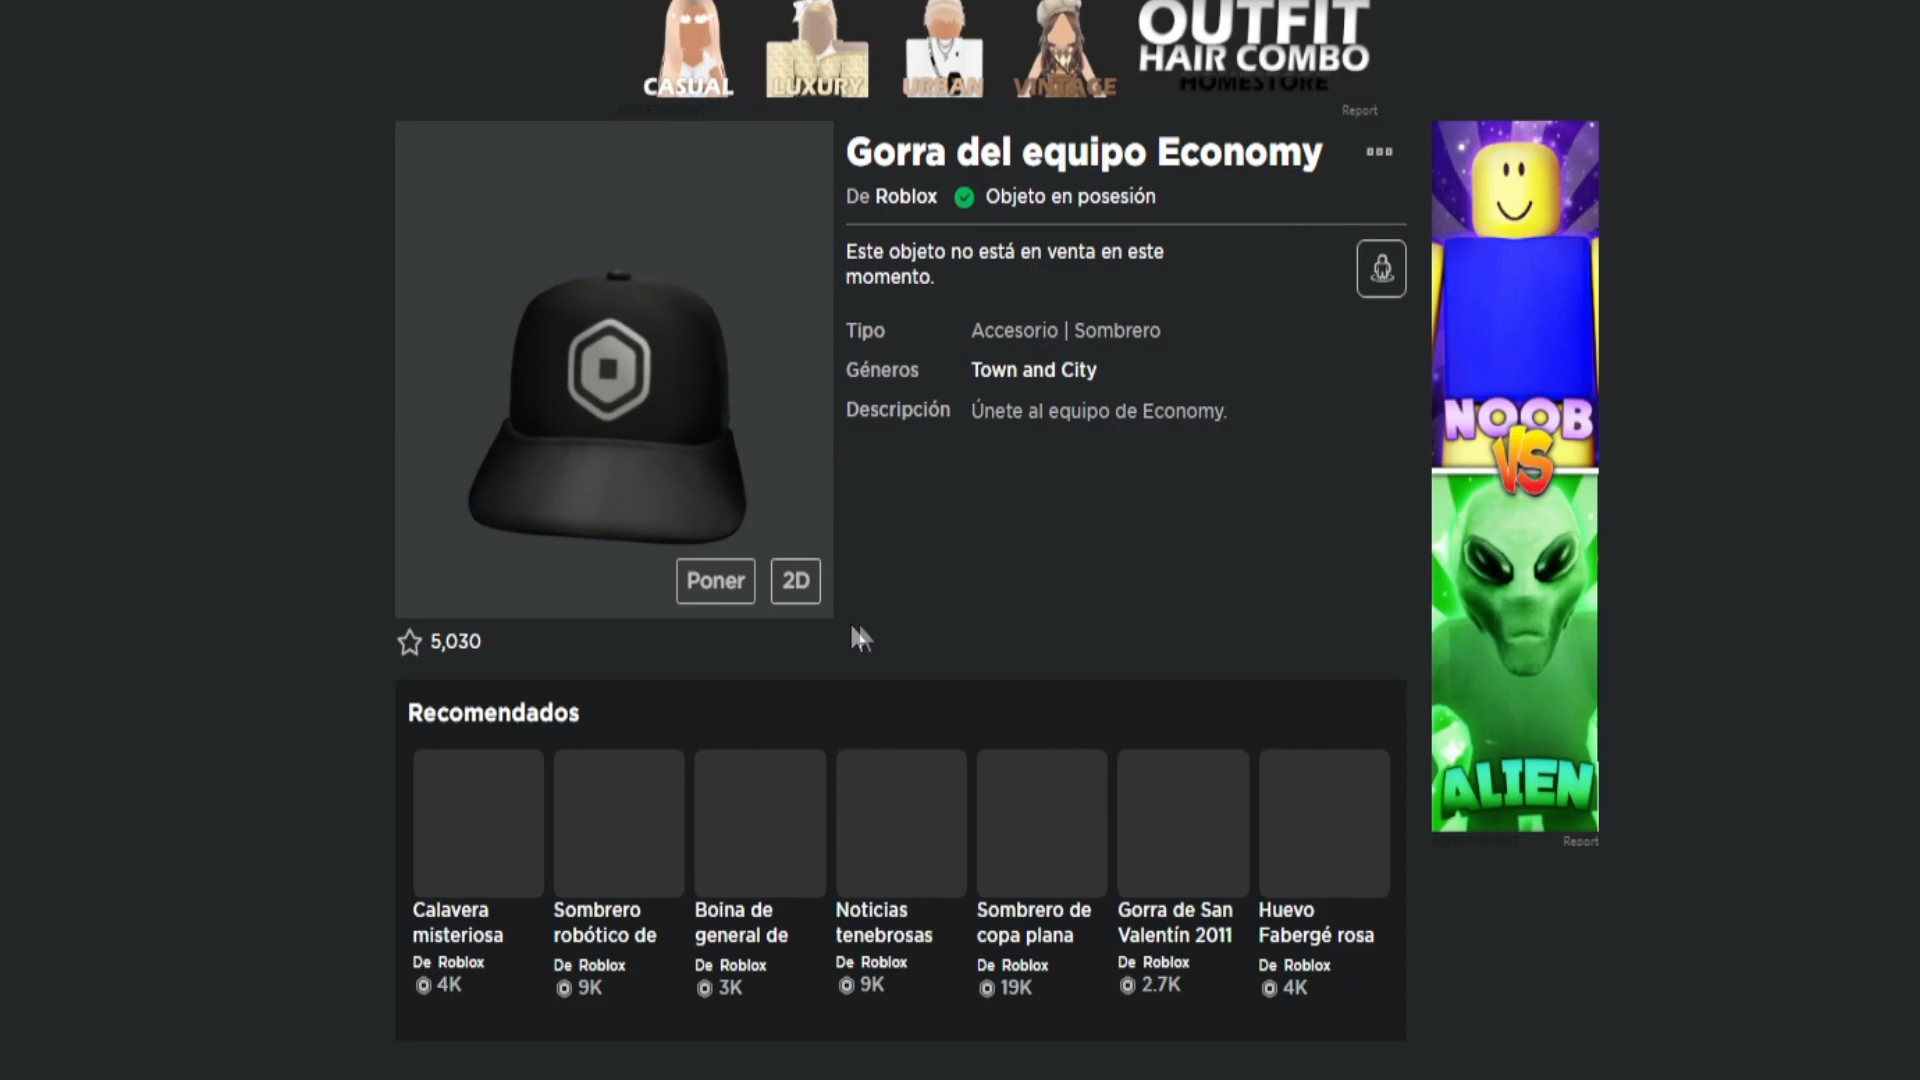 OUTFIT
HAIR COMBO
HOMESTORE
CASUAL
LUXURY
URBAN
VINTAGE
Report
Gorra del equipo Economy
De Roblox Objeto en posesión
Este objeto no está en venta en este
momento.
Tipo Accesorio | Sombrero
Géneros Town and City
Descripción Únete al equipo de Economy.
Poner 2D
5,030
NOOB
VS
ALIEN
ADVERTISEMENT Report
Recomendados
Calavera
misteriosa
De Roblox
4K
Sombrero
robótico de
De Roblox
9K
Boina de
general de
De Roblox
3K
Noticias
tenebrosas
De Roblox
9K
Sombrero de
copa plana
De Roblox
19K
Gorra de San
Valentín 2011
De Roblox
2.7K
Huevo
Fabergé rosa
De Roblox
4K